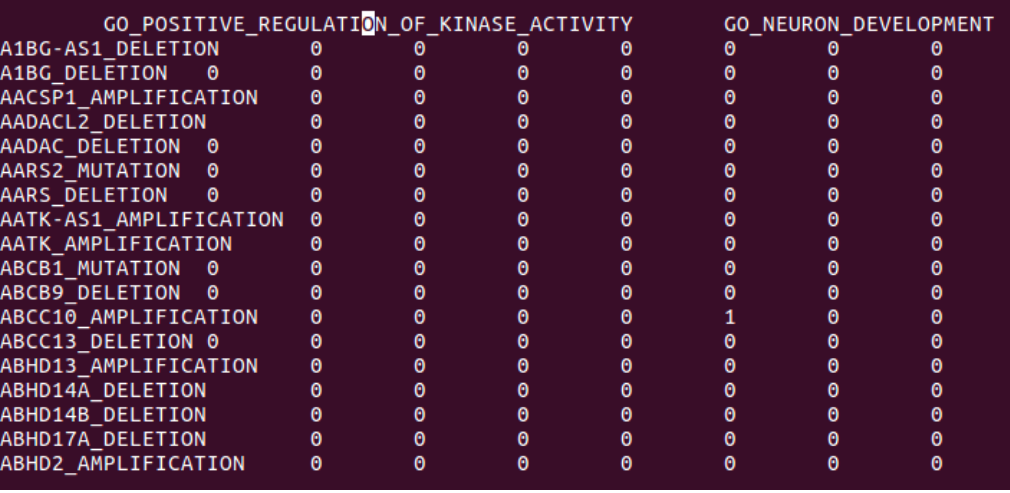 GO_POSITIVE_REGULATION_OF_KINASE_ACTIVITY GO_NEURON_DEVELOPMENT
A1BG-AS1_DELETION 0 0 0 0 0 0 0
A1BG_DELETION 0 0 0 0 0 0 0 0
AACSP1_AMPLIFICATION 0 0 0 0 0 0 0
AADACL2_DELETION 0 0 0 0 0 0 0
AADAC_DELETION 0 0 0 0 0 0 0 0
AARS2_MUTATION 0 0 0 0 0 0 0 0
AARS_DELETION 0 0 0 0 0 0 0 0
AATK-AS1_AMPLIFICATION 0 0 0 0 0 0 0
AATK_AMPLIFICATION 0 0 0 0 0 0 0
ABCB1_MUTATION 0 0 0 0 0 0 0 0
ABCB9_DELETION 0 0 0 0 0 0 0 0
ABCC10_AMPLIFICATION 0 0 0 0 1 0 0
ABCC13_DELETION 0 0 0 0 0 0 0 0
ABHD13_AMPLIFICATION 0 0 0 0 0 0 0
ABHD14A_DELETION 0 0 0 0 0 0 0
ABHD14B_DELETION 0 0 0 0 0 0 0
ABHD17A_DELETION 0 0 0 0 0 0 0
ABHD2_AMPLIFICATION 0 0 0 0 0 0 0